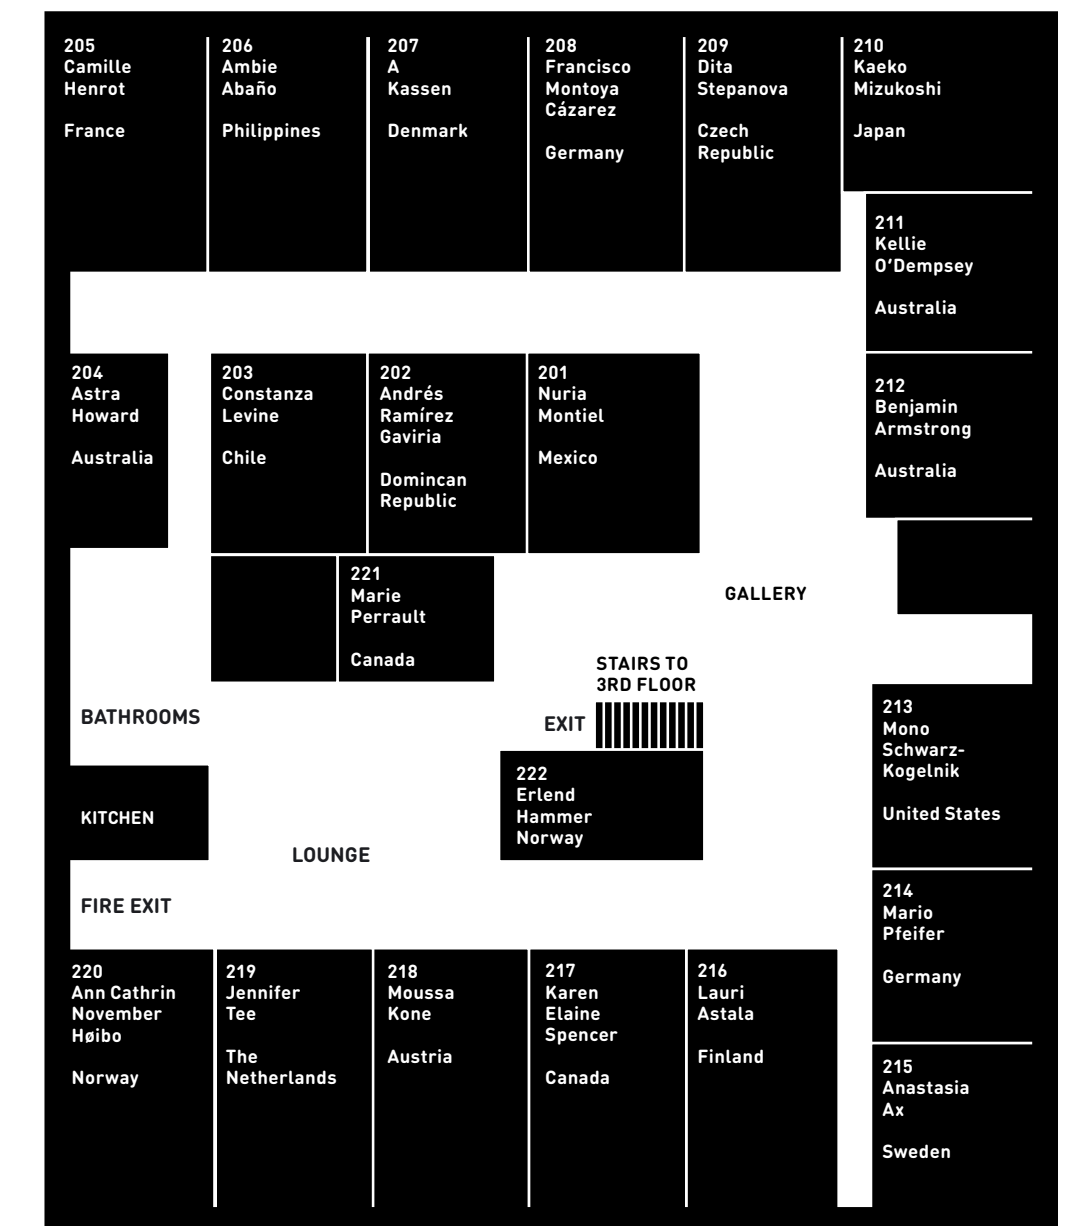 205
Camille
Henrot
France
206
Ambie
Abaño
Philippines
207
A
Kassen
Denmark
208
Francisco
Montoya
Cázarez
Germany
209
Dita
Stepanova
Czech
Republic
210
Kaeko
Mizukoshi
Japan
211
Kellie
O’Dempsey
Australia
204
Astra
Howard
Australia
203
Constanza
Levine
Chile
202
Andrés
Ramírez
Gaviria
Domincan
Republic
201
Nuria
Montiel
Mexico
212
Benjamin
Armstrong
Australia
221
Marie
Perrault
Canada
GALLERY
STAIRS TO
3RD FLOOR
EXIT
BATHROOMS
213
Mono
Schwarz-
Kogelnik
United States
222
Erlend
Hammer
Norway
KITCHEN
LOUNGE
FIRE EXIT
214
Mario
Pfeifer
Germany
220
Ann Cathrin
November
Høibo
Norway
219
Jennifer
Tee
The
Netherlands
218
Moussa
Kone
Austria
217
Karen
Elaine
Spencer
Canada
216
Lauri
Astala
Finland
215
Anastasia
Ax
Sweden